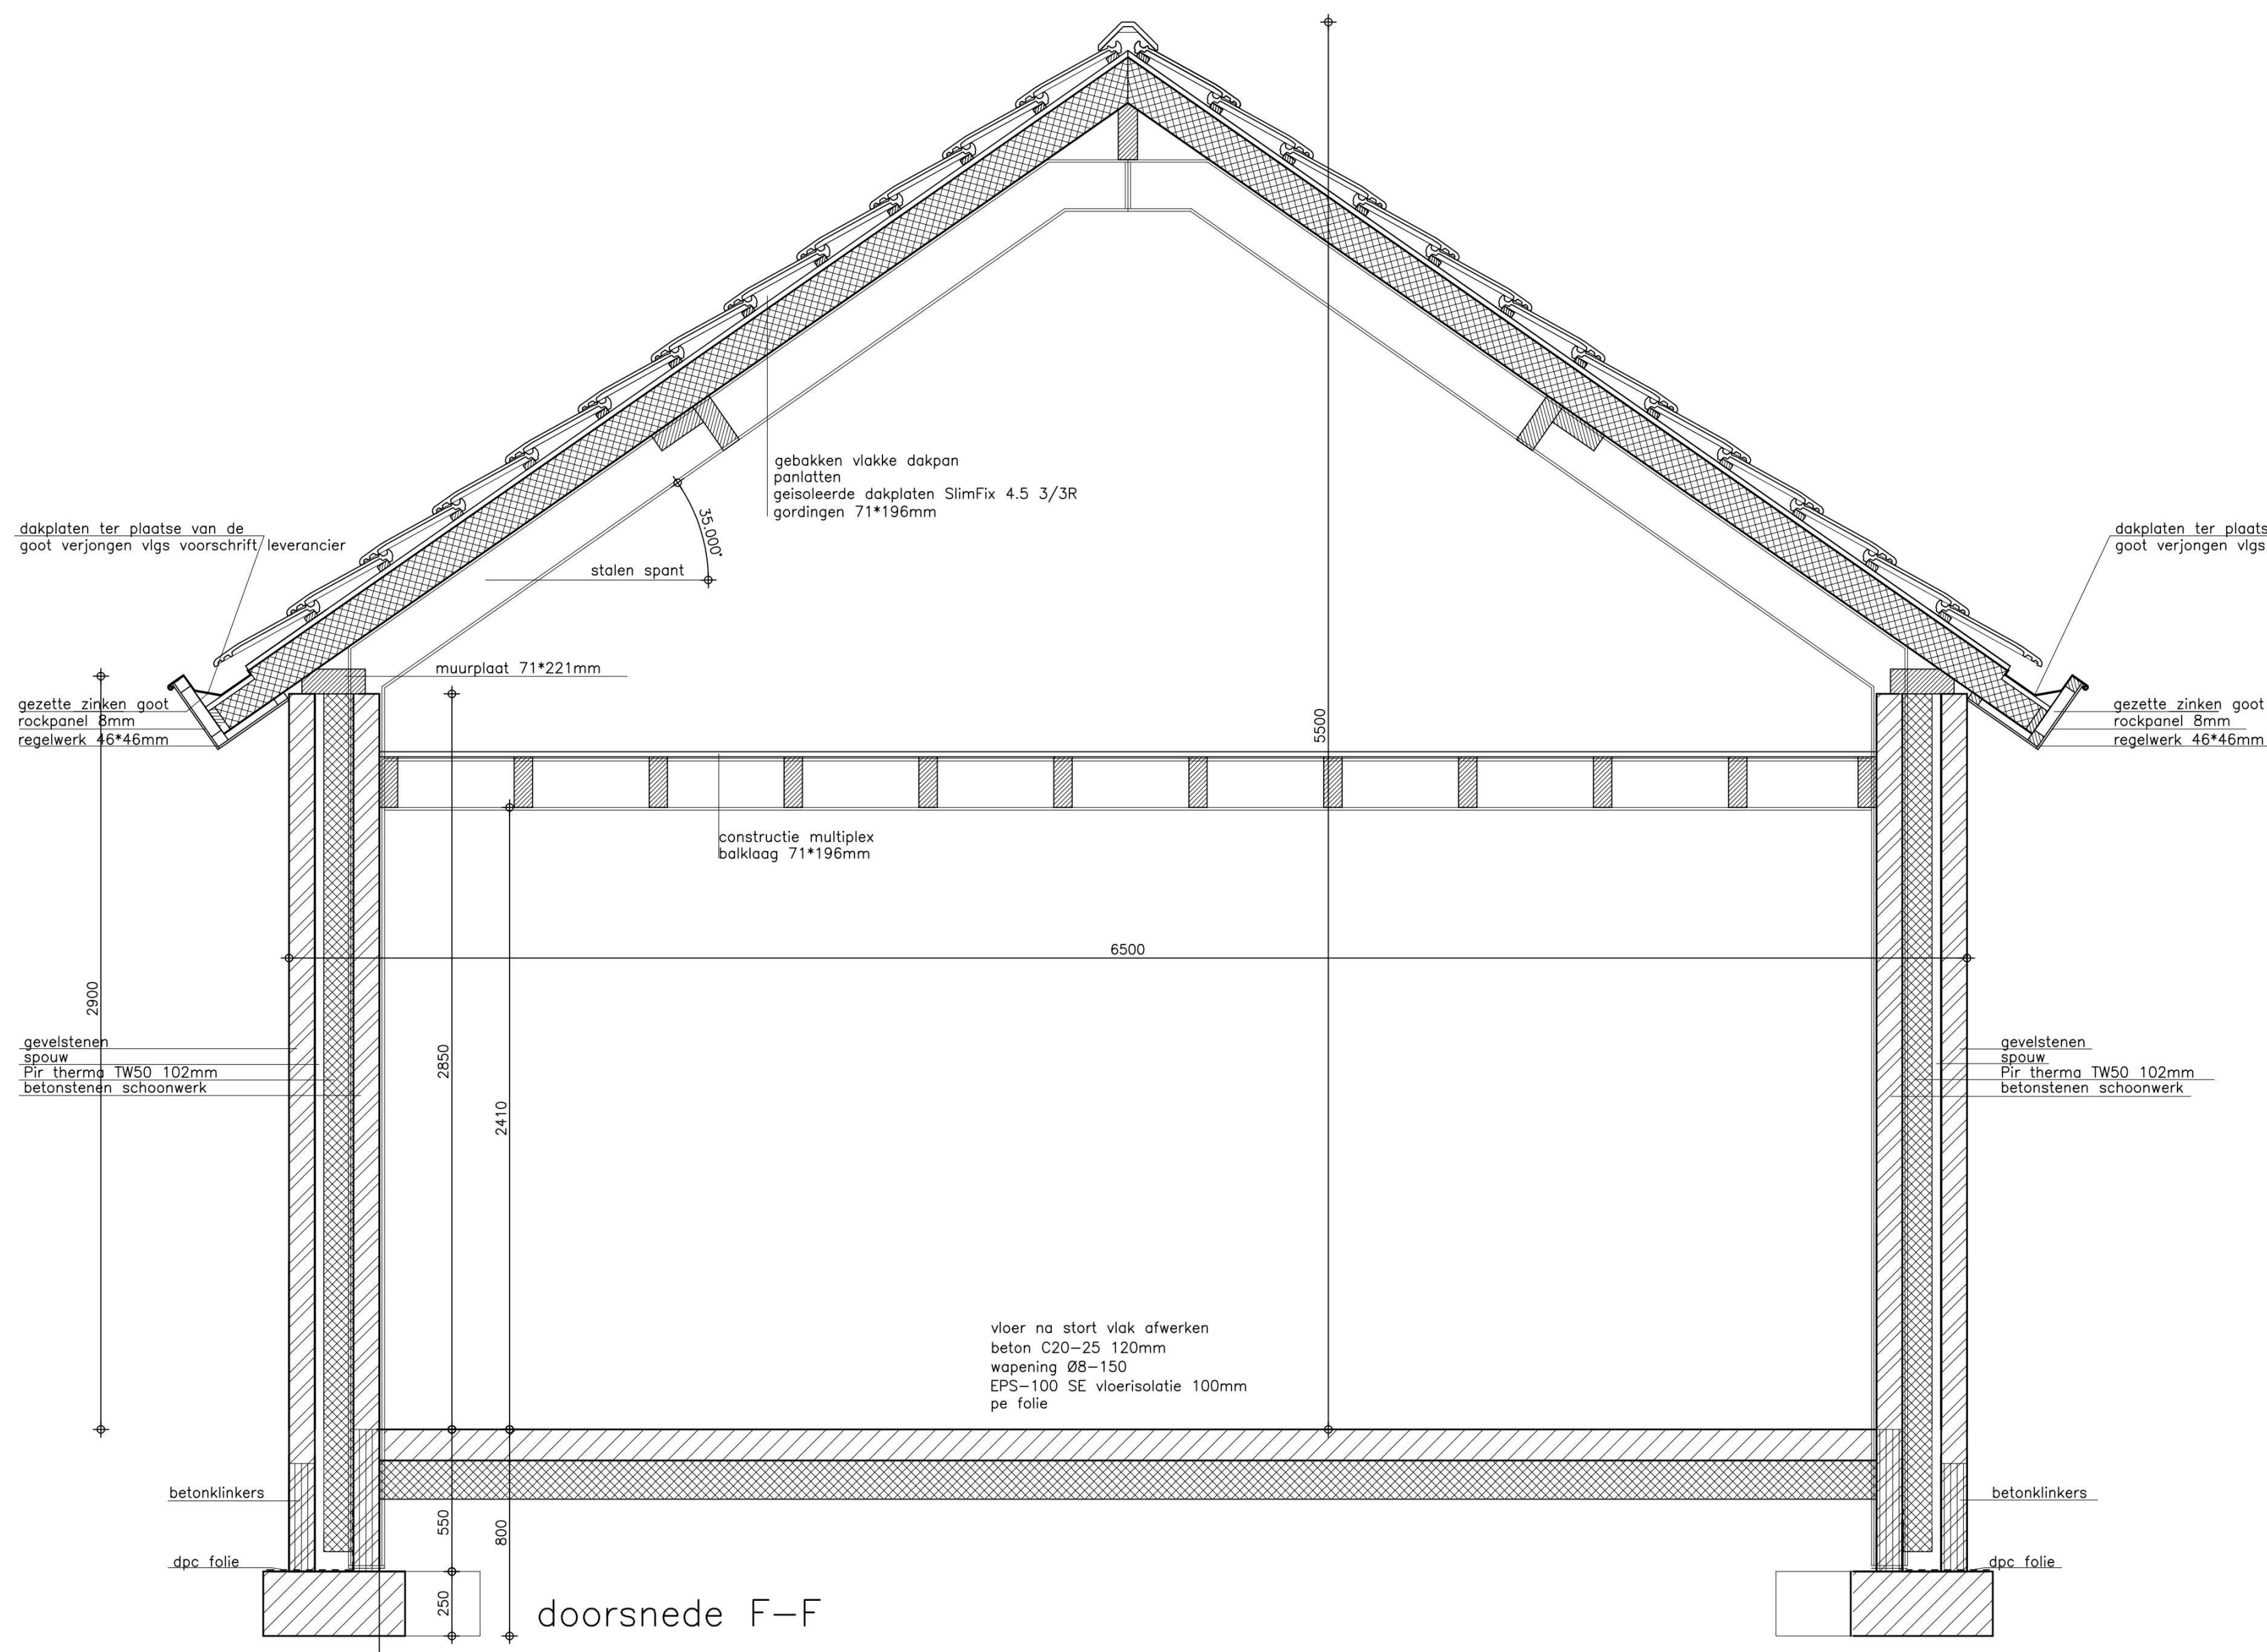 gebakken vlakke dakpan
panlatten
geisoleerde dakplaten SlimFix 4.5 3/3R
gordingen 71*196mm
35.000°
stalen spant
dakplaten ter plaatse van de
goot verjongen vlgs voorschrift leverancier
dakplaten ter plaats
goot verjongen vlgs
muurplaat 71*221mm
gezette zinken goot
rockpanel 8mm
regelwerk 46*46mm
gezette zinken goot
rockpanel 8mm
regelwerk 46*46mm
5500
constructie multiplex
balklaag 71*196mm
6500
2900
2850
2410
gevelstenen
spouw
Pir therma TW50 102mm
betonstenen schoonwerk
gevelstenen
spouw
Pir therma TW50 102mm
betonstenen schoonwerk
vloer na stort vlak afwerken
beton C20-25 120mm
wapening Ø8-150
EPS-100 SE vloerisolatie 100mm
pe folie
betonklinkers
betonklinkers
550
800
dpc folie
dpc folie
250
doorsnede F-F